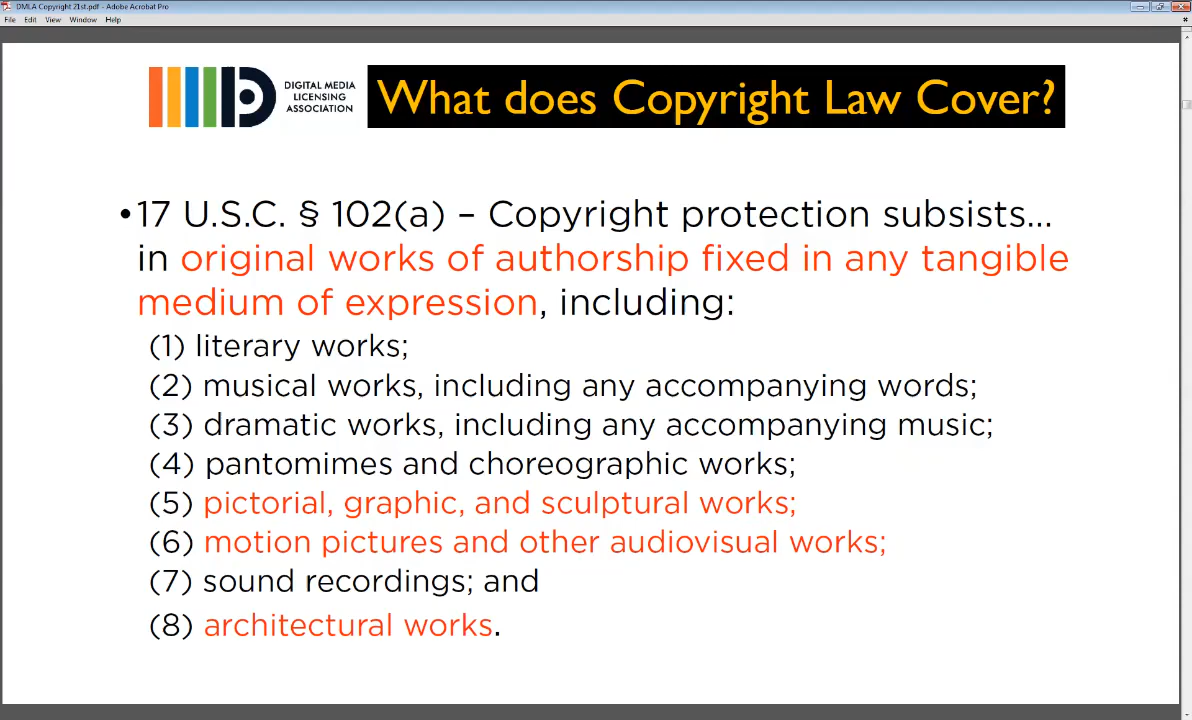 DMLA Copyright 21st.pdf - Adobe Acrobat Pro
File Edit View Window Help
DIGITAL MEDIA
LICENSING
ASSOCIATION
What does Copyright Law Cover?
•17 U.S.C. § 102(a) – Copyright protection subsists...
in original works of authorship fixed in any tangible
medium of expression, including:
(1) literary works;
(2) musical works, including any accompanying words;
(3) dramatic works, including any accompanying music;
(4) pantomimes and choreographic works;
(5) pictorial, graphic, and sculptural works;
(6) motion pictures and other audiovisual works;
(7) sound recordings; and
(8) architectural works.